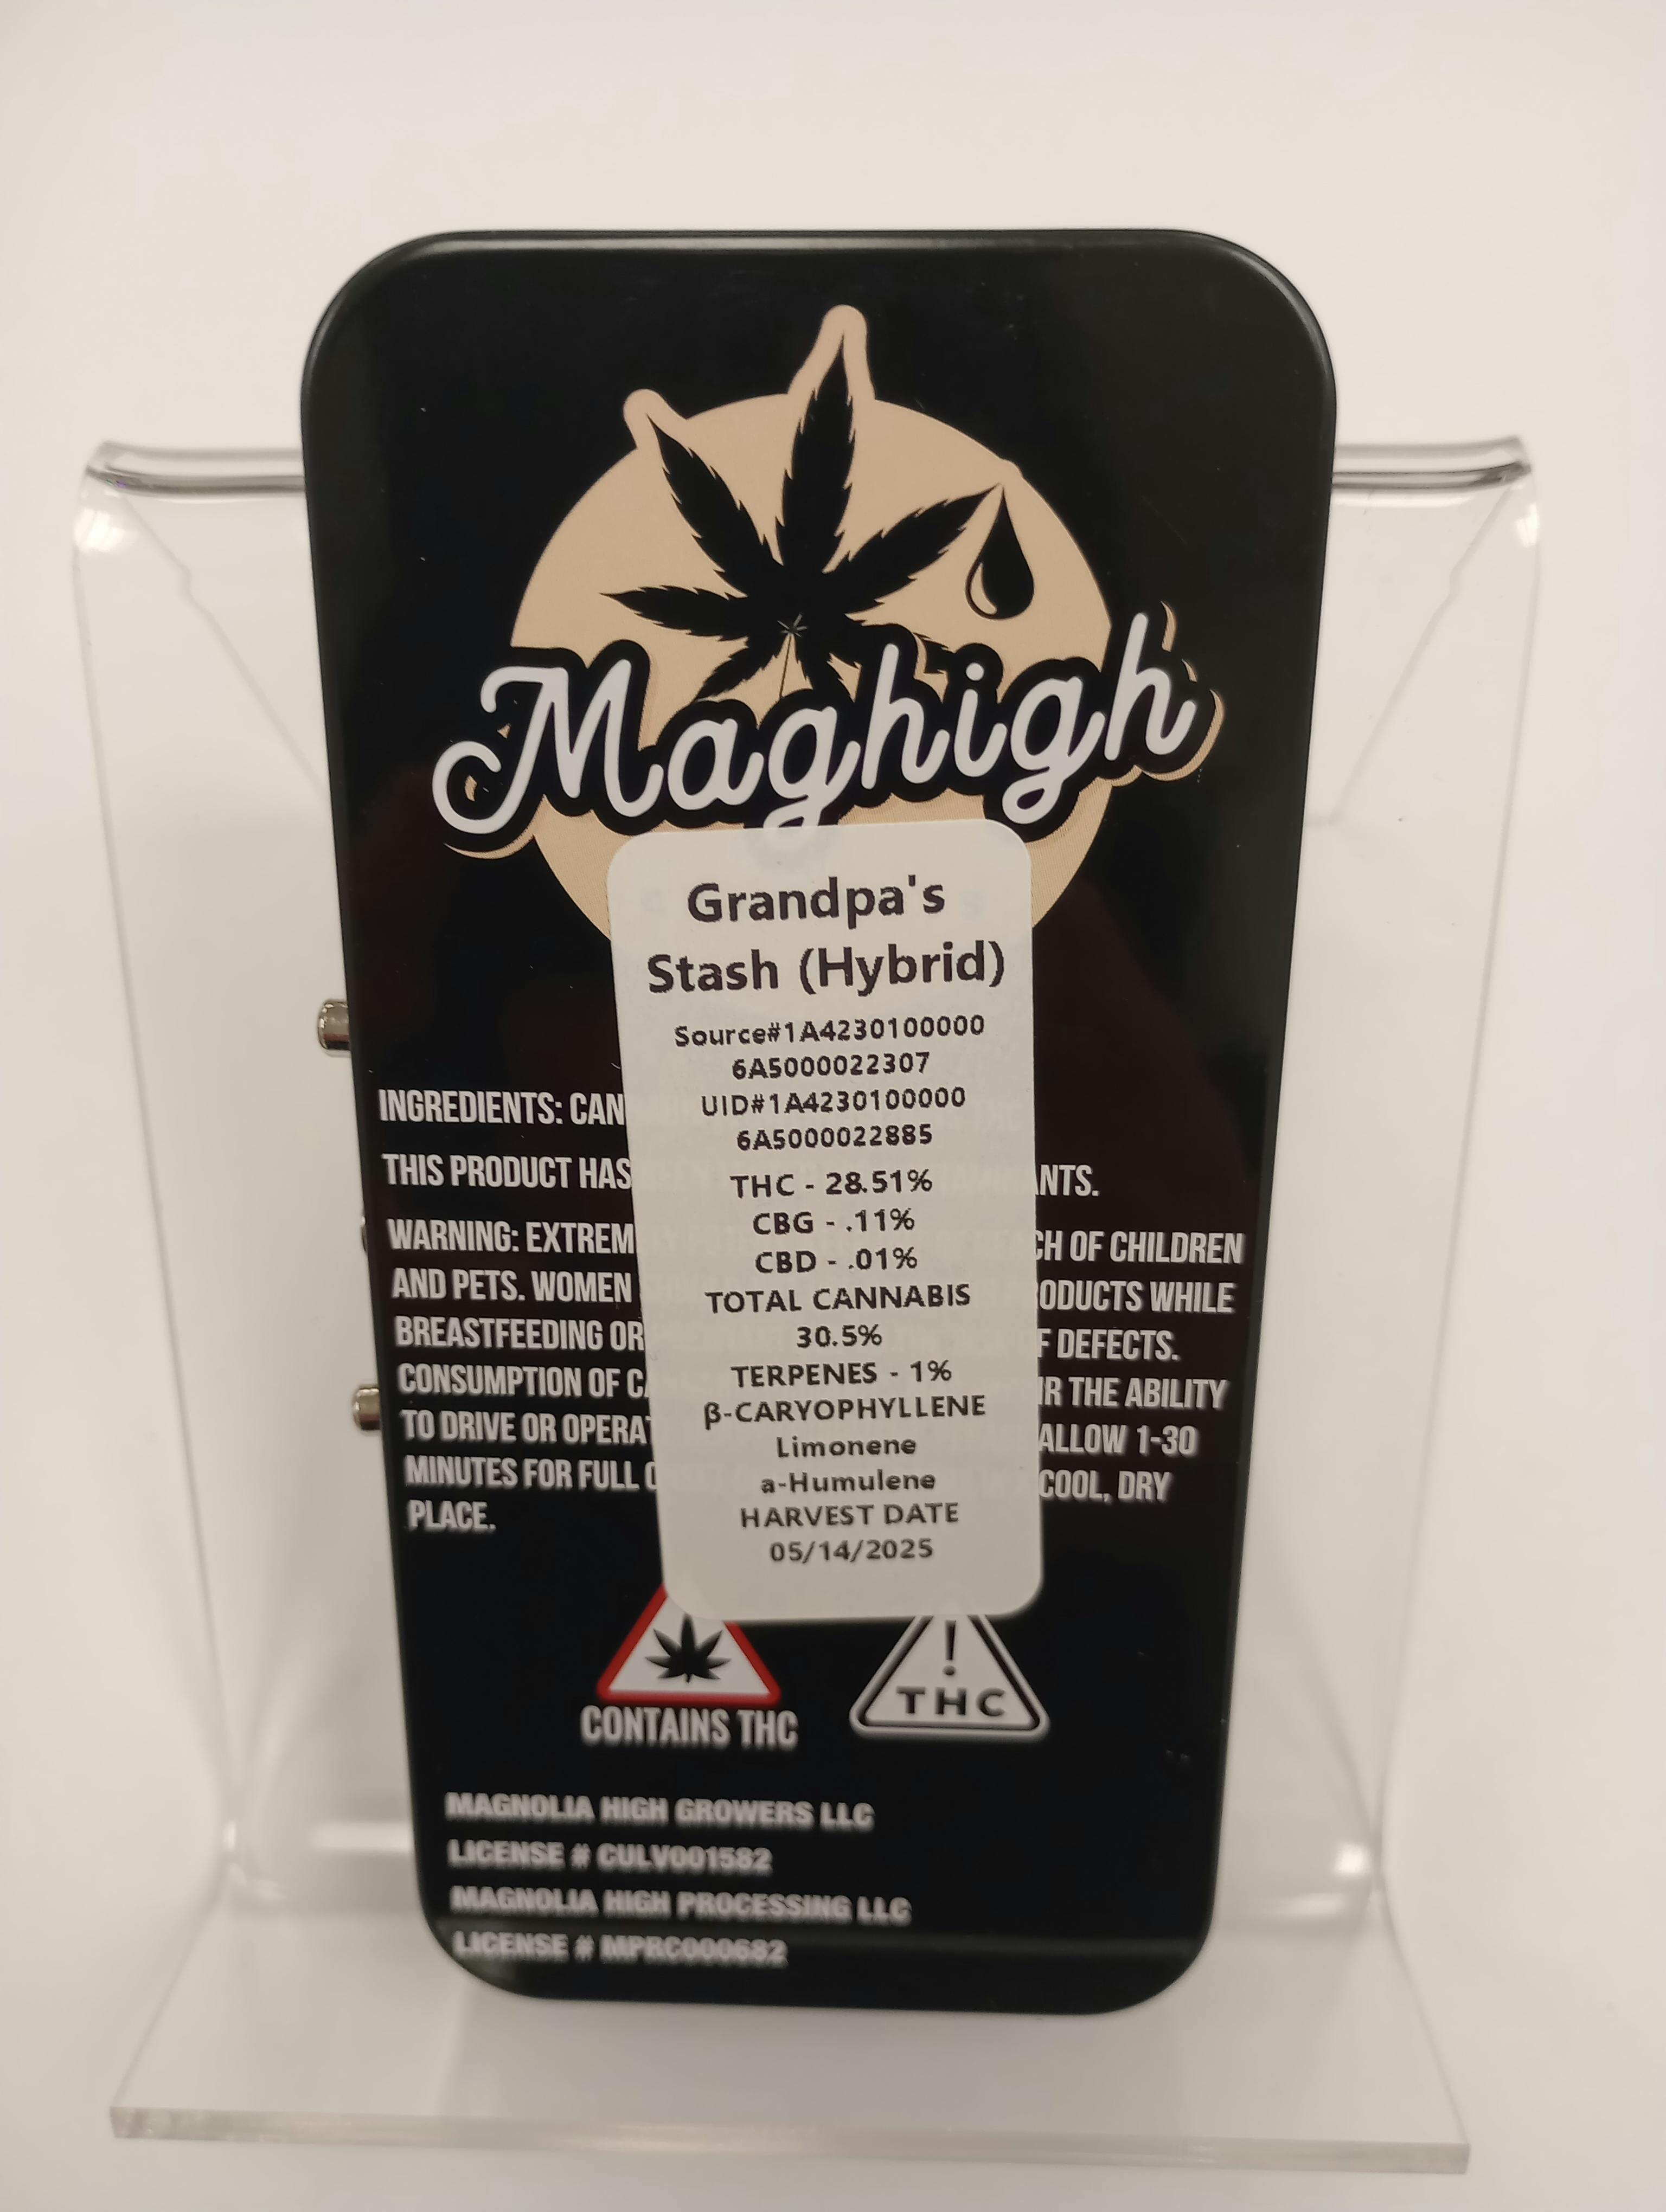 Maghigh
Grandpa's
Stash (Hybrid)
Source#1A4230100000
6A5000022307
UID#1A4230100000
6A5000022885
THC - 28.51%
CBG - .11%
CBD - .01%
TOTAL CANNABIS
30.5%
TERPENES - 1%
β-CARYOPHYLLENE
Limonene
a-Humulene
HARVEST DATE
05/14/2025
INGREDIENTS: CAN
THIS PRODUCT HAS NTS.
WARNING: EXTREM CH OF CHILDREN
AND PETS. WOMEN ODUCTS WHILE
BREASTFEEDING OR F DEFECTS.
CONSUMPTION OF C IR THE ABILITY
TO DRIVE OR OPERA ALLOW 1-30
MINUTES FOR FULL COOL, DRY
PLACE.
CONTAINS THC
!
THC
MAGNOLIA HIGH GROWERS LLC
LICENSE # CULV001582
MAGNOLIA HIGH PROCESSING LLC
LICENSE # MPRC000682